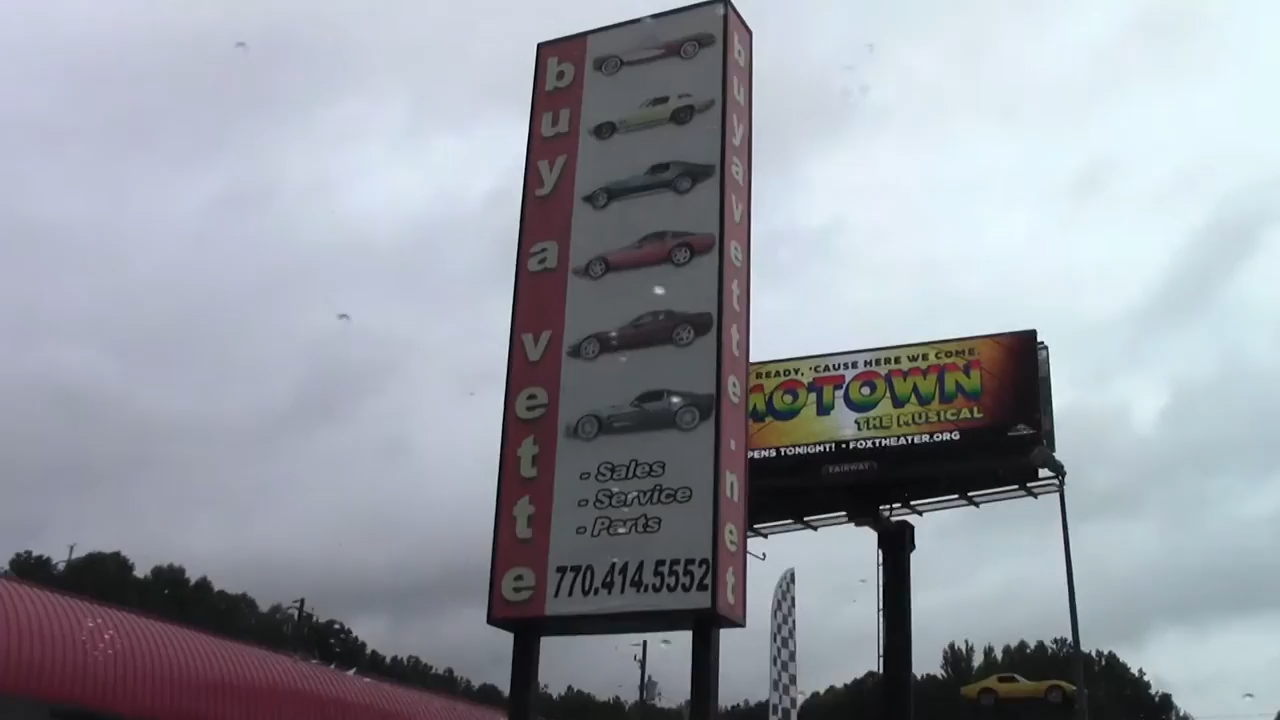 buy a vette
- Sales
- Service
- Parts
770.414.5552
buyavette.net
READY, 'CAUSE HERE WE COME.
MOTOWN
THE MUSICAL
PENS TONIGHT! • FOXTHEATER.ORG
FAIRWAY